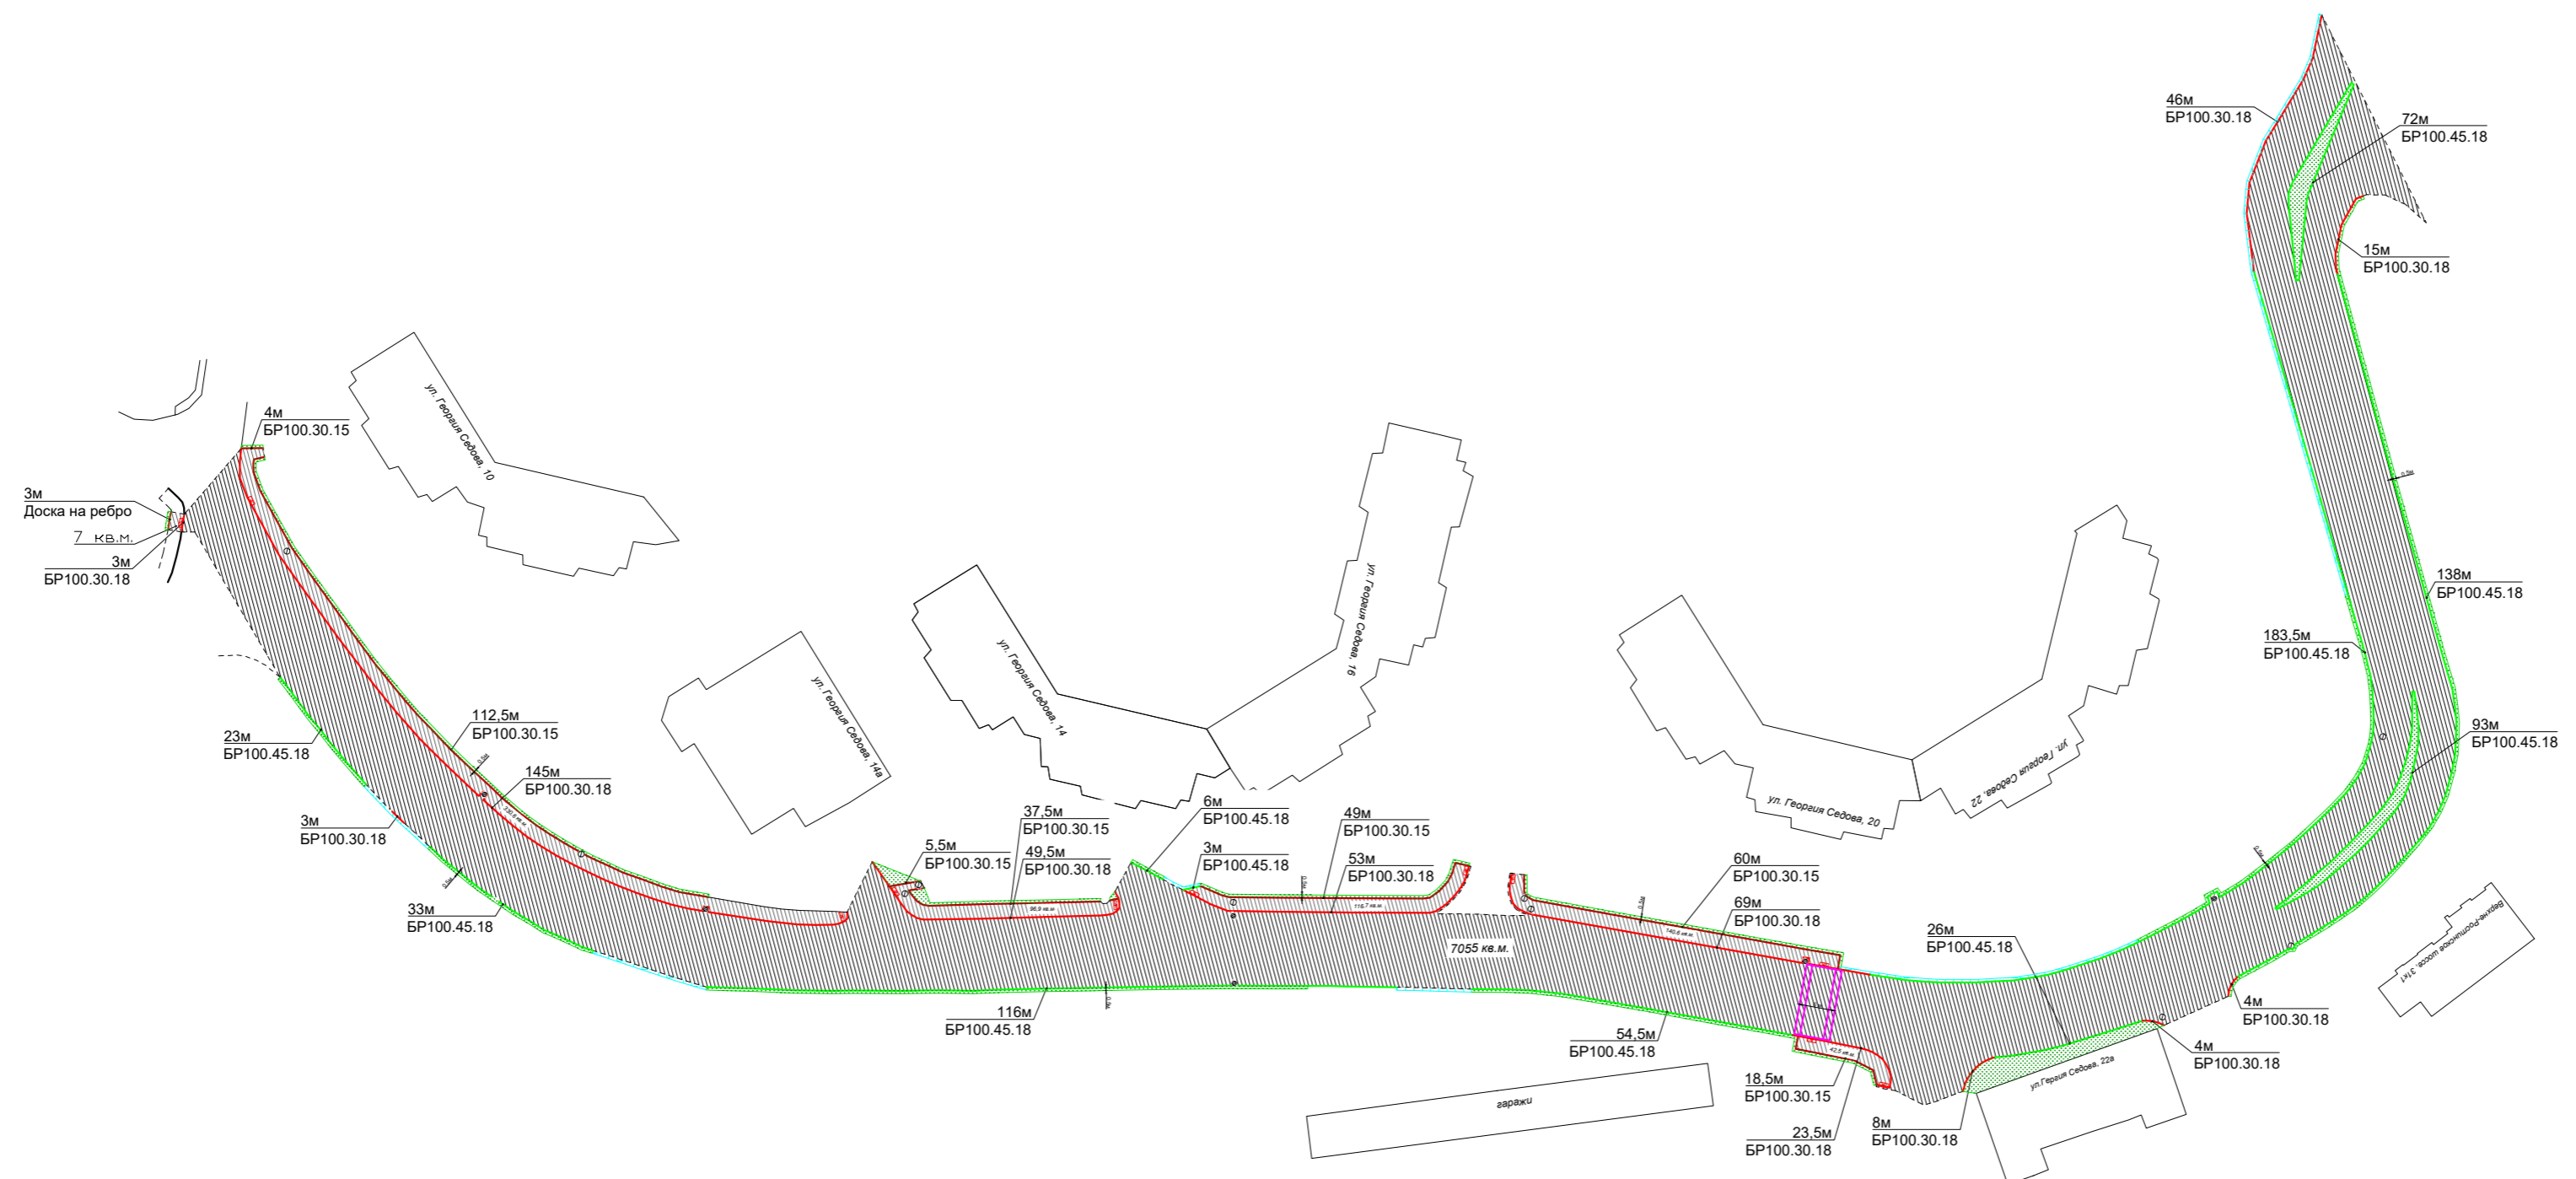 46м
БР100.30.18
72м
БР100.45.18
15м
БР100.30.18
4м
БР100.30.15
ул. Георгия Седова, 10
3м
Доска на ребро
7 кв.м.
3м
БР100.30.18
ул. Георгия Седова, 14
ул. Георгия Седова, 16
ул. Георгия Седова, 14а
138м
БР100.45.18
183,5м
БР100.45.18
112,5м
БР100.30.15
23м
БР100.45.18
93м
БР100.45.18
145м
БР100.30.18
ул. Георгия Седова, 20
ул. Георгия Седова, 22
3м
БР100.30.18
6м
БР100.45.18
37,5м
БР100.30.15
49м
БР100.30.15
5,5м
БР100.30.15
49,5м
БР100.30.18
3м
БР100.45.18
53м
БР100.30.18
60м
БР100.30.15
33м
БР100.45.18
69м
БР100.30.18
7055 кв.м.
26м
БР100.45.18
Верхне-Ростинское шоссе, 31к1
116м
БР100.45.18
54,5м
БР100.45.18
4м
БР100.30.18
4м
БР100.30.18
ул.Гергия Седова, 22а
18,5м
БР100.30.15
гаражи
8м
БР100.30.18
23,5м
БР100.30.18